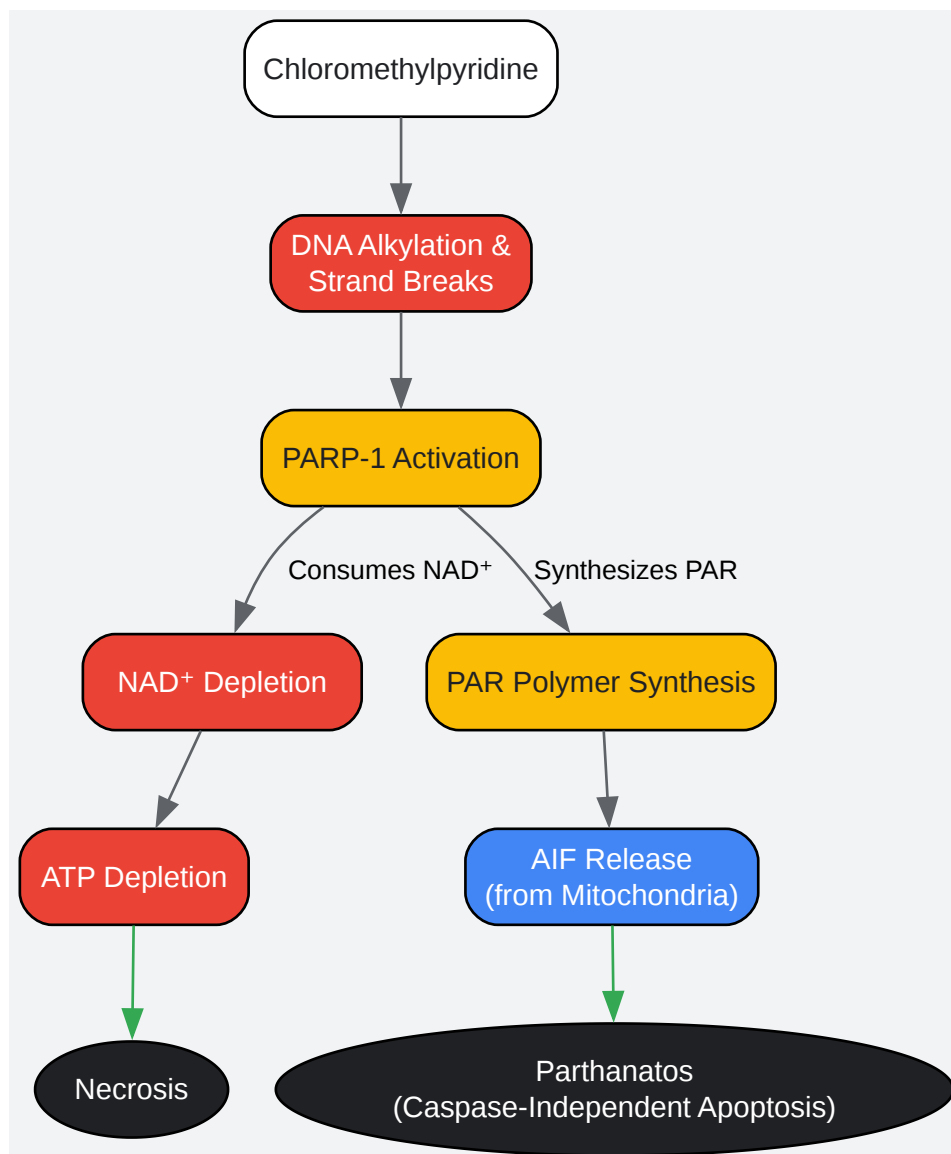 Chloromethylpyridine
DNA Alkylation &
Strand Breaks
PARP-1 Activation
Consumes NAD⁺
Synthesizes PAR
NAD⁺ Depletion
PAR Polymer Synthesis
ATP Depletion
AIF Release
(from Mitochondria)
Necrosis
Parthanatos
(Caspase-Independent Apoptosis)